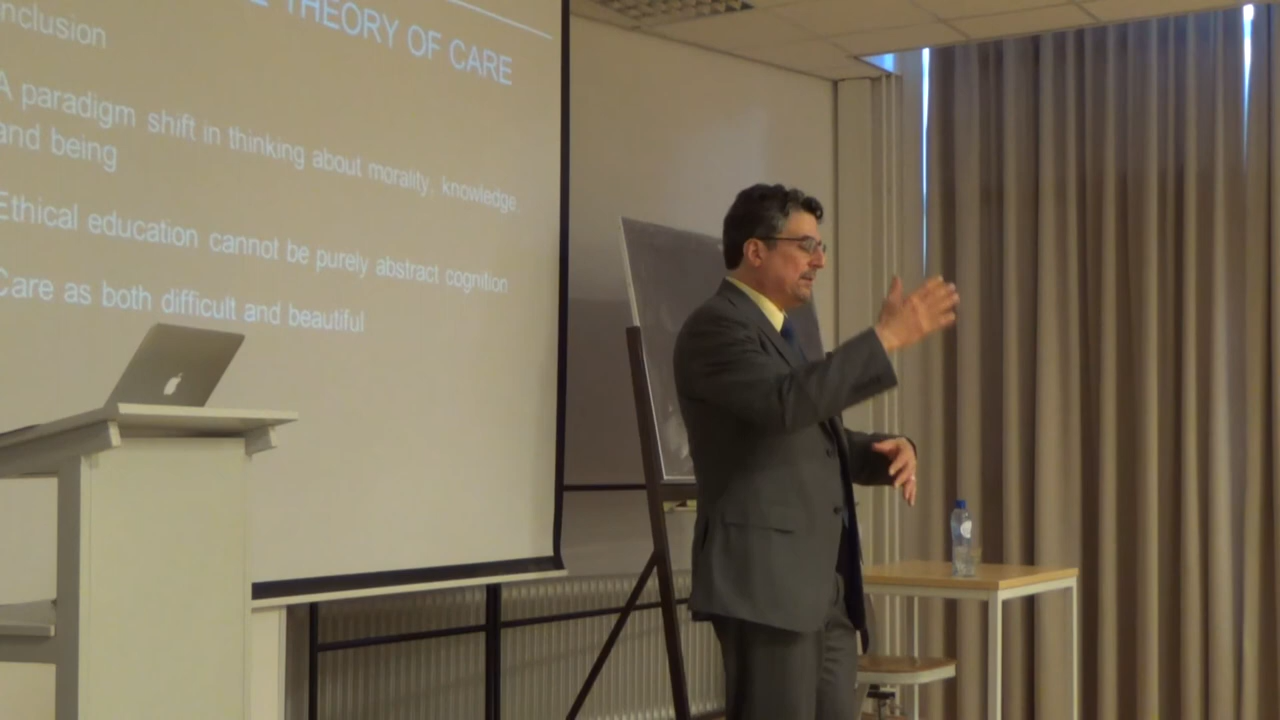 THEORY OF CARE
nclusion
A paradigm shift in thinking about morality, knowledge,
and being
Ethical education cannot be purely abstract cognition
Care as both difficult and beautiful